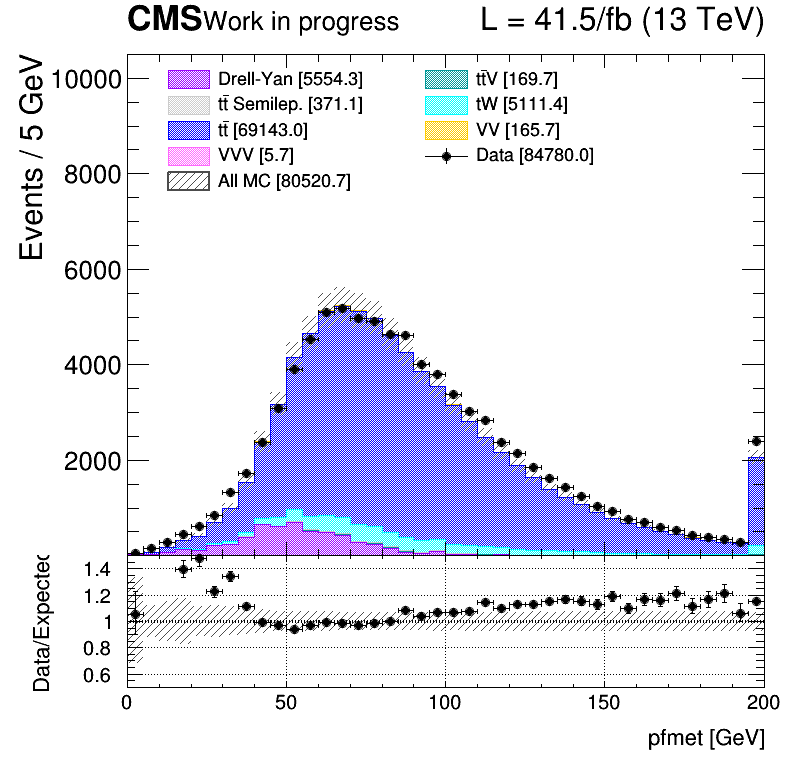 CMS Work in progress L = 41.5/fb (13 TeV)
Events / 5 GeV
10000
8000
6000
4000
2000
Drell-Yan [5554.3]
tt̄ Semilep. [371.1]
tt̄ [69143.0]
VVV [5.7]
All MC [80520.7]
tt̄V [169.7]
tW [5111.4]
VV [165.7]
Data [84780.0]
Data/Expected
1.4
1.2
1
0.8
0.6
0 50 100 150 200
pfmet [GeV]